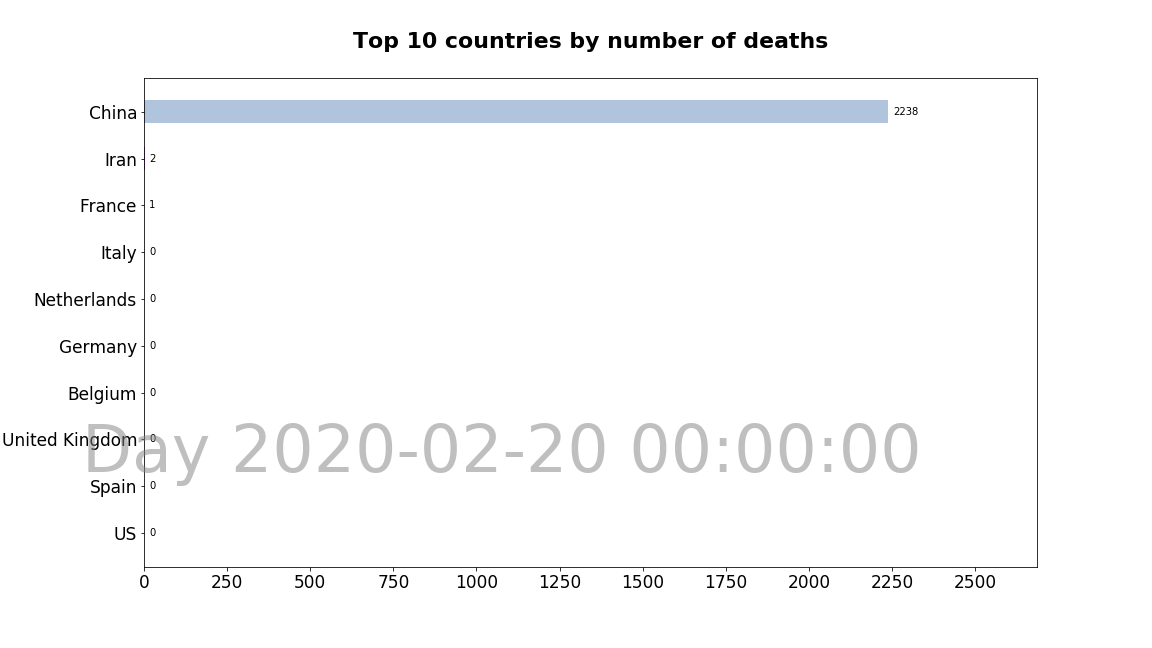 Top 10 countries by number of deaths
China 2238
Iran 2
France 1
Italy 0
Netherlands 0
Germany 0
Belgium 0
United Kingdom 0
Day 2020-02-20 00:00:00
Spain 0
US 0
0 250 500 750 1000 1250 1500 1750 2000 2250 2500